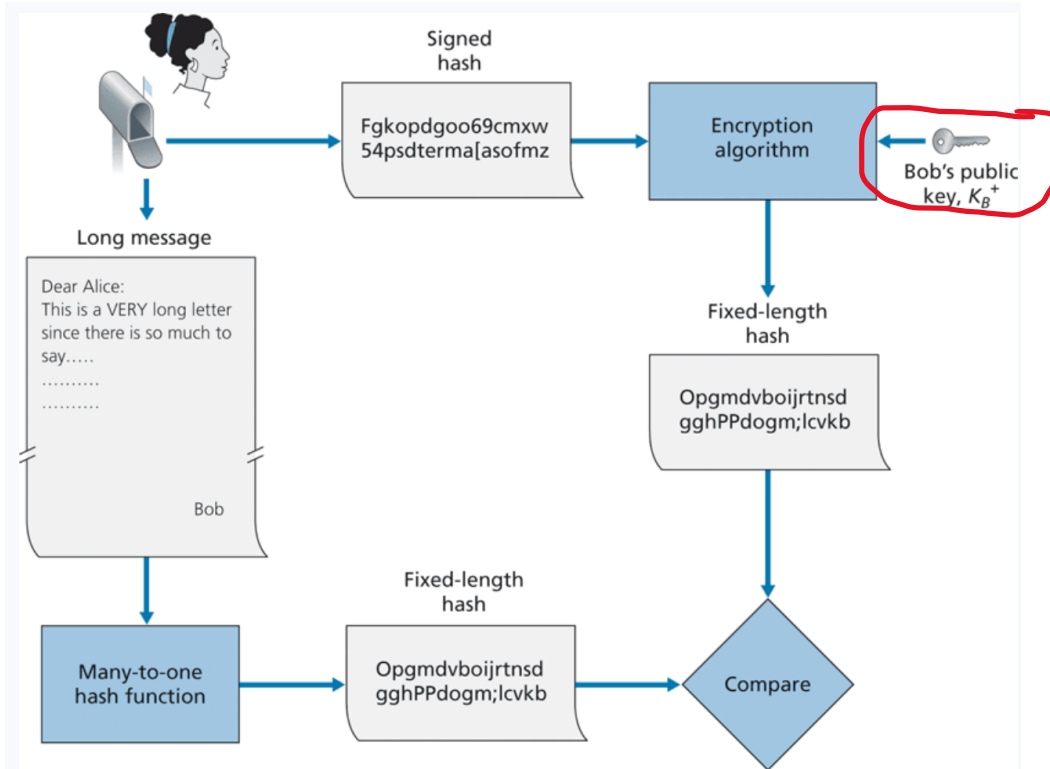 Signed
hash
Fgkopdgoo69cmxw
54psdterma[asofmz
Encryption
algorithm
Bob's public
key, K_B^+
Long message
Dear Alice:
This is a VERY long letter
since there is so much to
say.....
..........
..........
Bob
Fixed-length
hash
Opgmdvboijrtnsd
gghPPdogm;lcvkb
Many-to-one
hash function
Fixed-length
hash
Opgmdvboijrtnsd
gghPPdogm;lcvkb
Compare